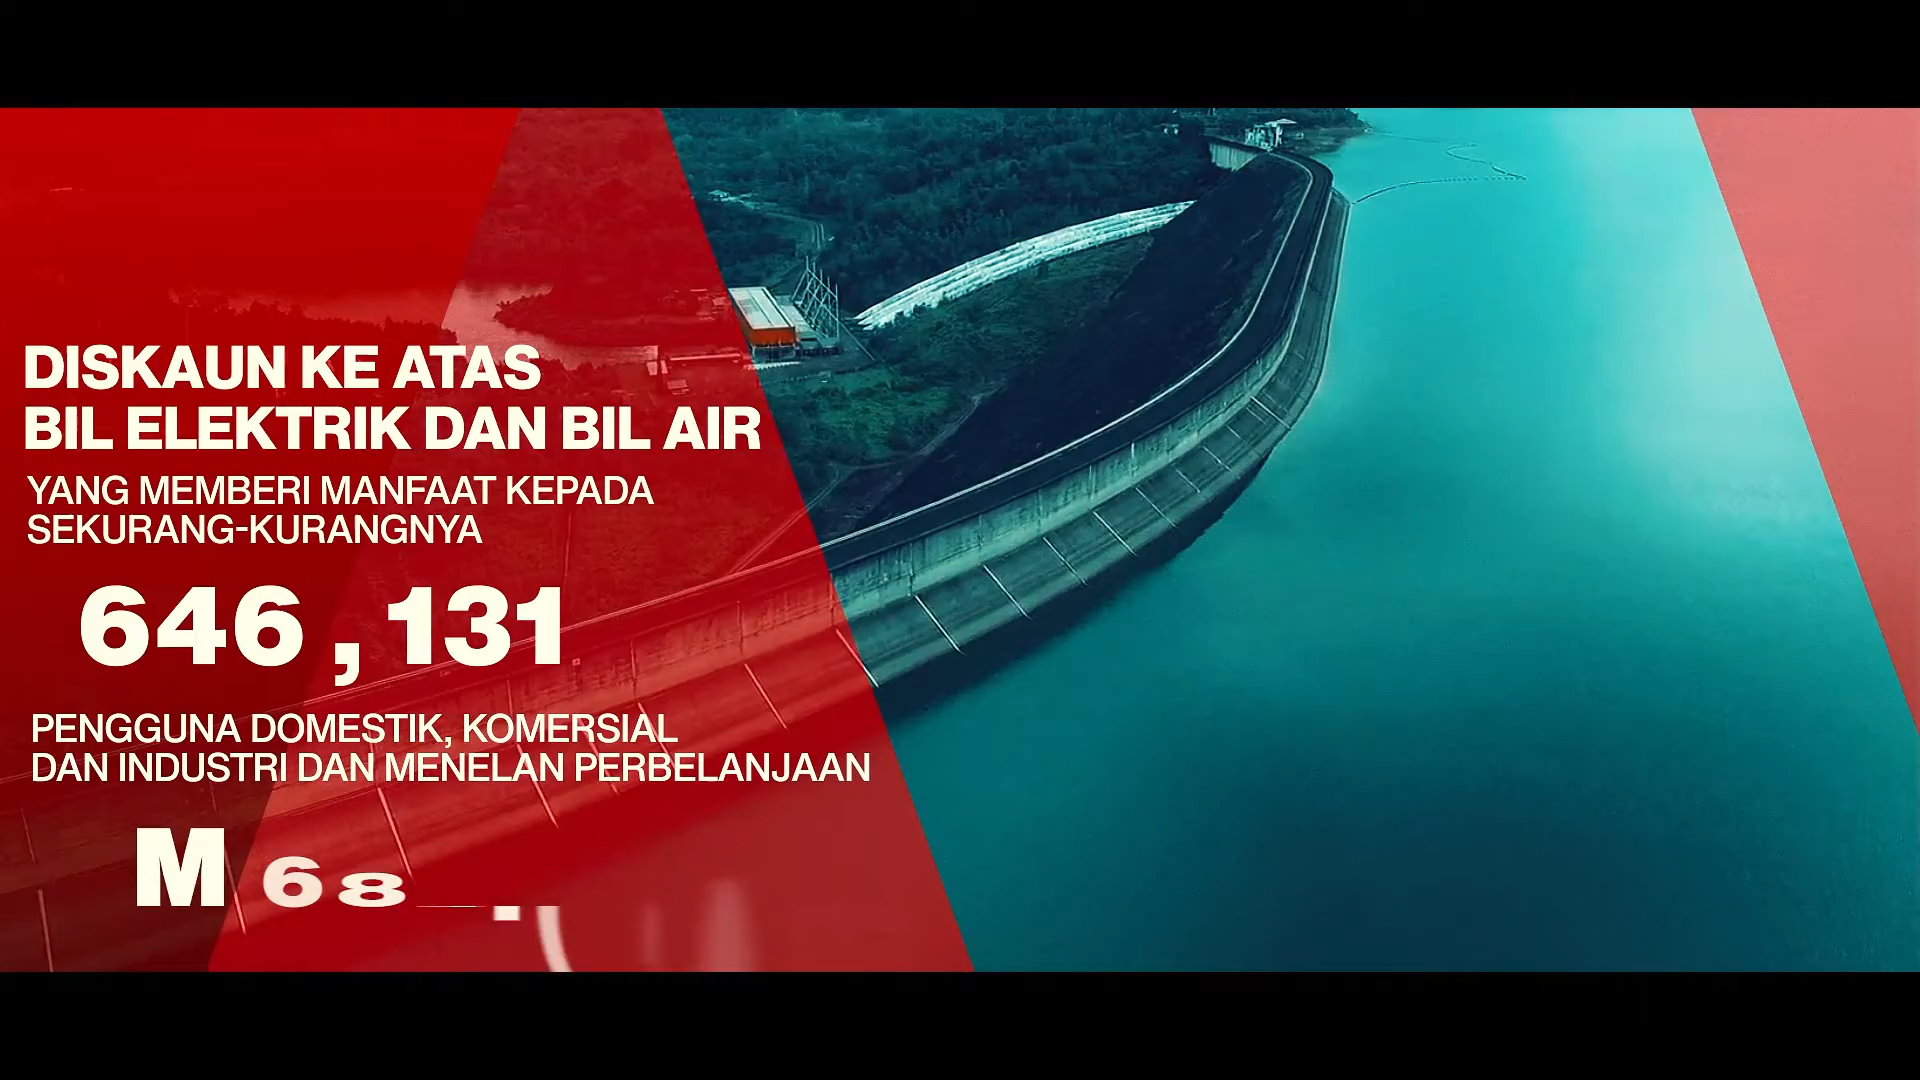 DISKAUN KE ATAS
BIL ELEKTRIK DAN BIL AIR
YANG MEMBERI MANFAAT KEPADA
SEKURANG-KURANGNYA
646,131
PENGGUNA DOMESTIK, KOMERSIAL
DAN INDUSTRI DAN MENELAN PERBELANJAAN
M 68